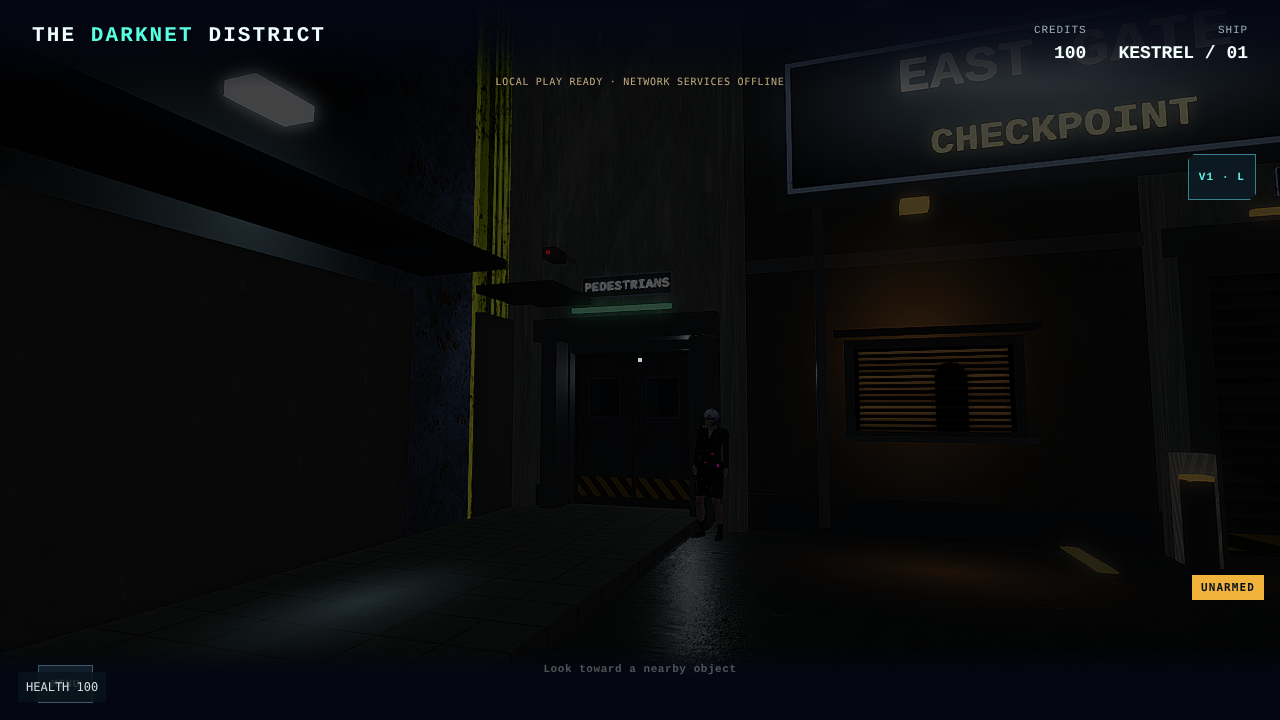 THE DARKNET DISTRICT
CREDITS
100
SHIP
KESTREL / 01
LOCAL PLAY READY · NETWORK SERVICES OFFLINE
EAST GATE
CHECKPOINT
V1 · L
PEDESTRIANS
UNARMED
Look toward a nearby object
HEALTH 100